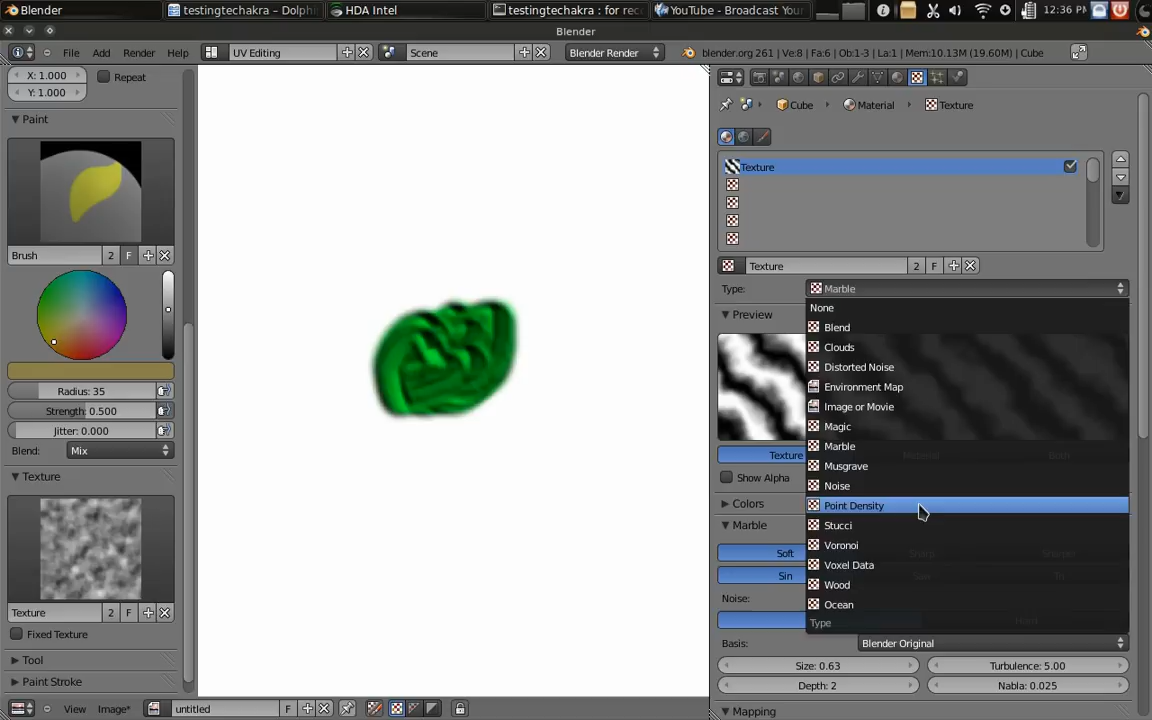 Blender
testingtechakra – Dolphi
HDA Intel
testingtechakra : for rec
YouTube - Broadcast Your
12:36 PM
Blender
File Add Render Help
UV Editing
Scene
Blender Render
blender.org 261 | Ve:8 | Fa:6 | Ob:1-3 | La:1 | Mem:10.13M (19.60M) | Cube
X: 1.000
Repeat
Y: 1.000
Paint
Brush 2 F
Radius: 35
Strength: 0.500
Jitter: 0.000
Blend: Mix
Texture
Texture 2 F
Fixed Texture
Tool
Paint Stroke
View Image* untitled F
Cube Material Texture
Texture
Texture 2 F
Type: Marble
Preview
Texture
Show Alpha
Colors
Marble
Soft
Sin
Noise:
None
Blend
Clouds
Distorted Noise
Environment Map
Image or Movie
Magic
Marble
Musgrave
Noise
Point Density
Stucci
Voronoi
Voxel Data
Wood
Ocean
Type
Basis: Blender Original
Size: 0.63 Turbulence: 5.00
Depth: 2 Nabla: 0.025
Mapping